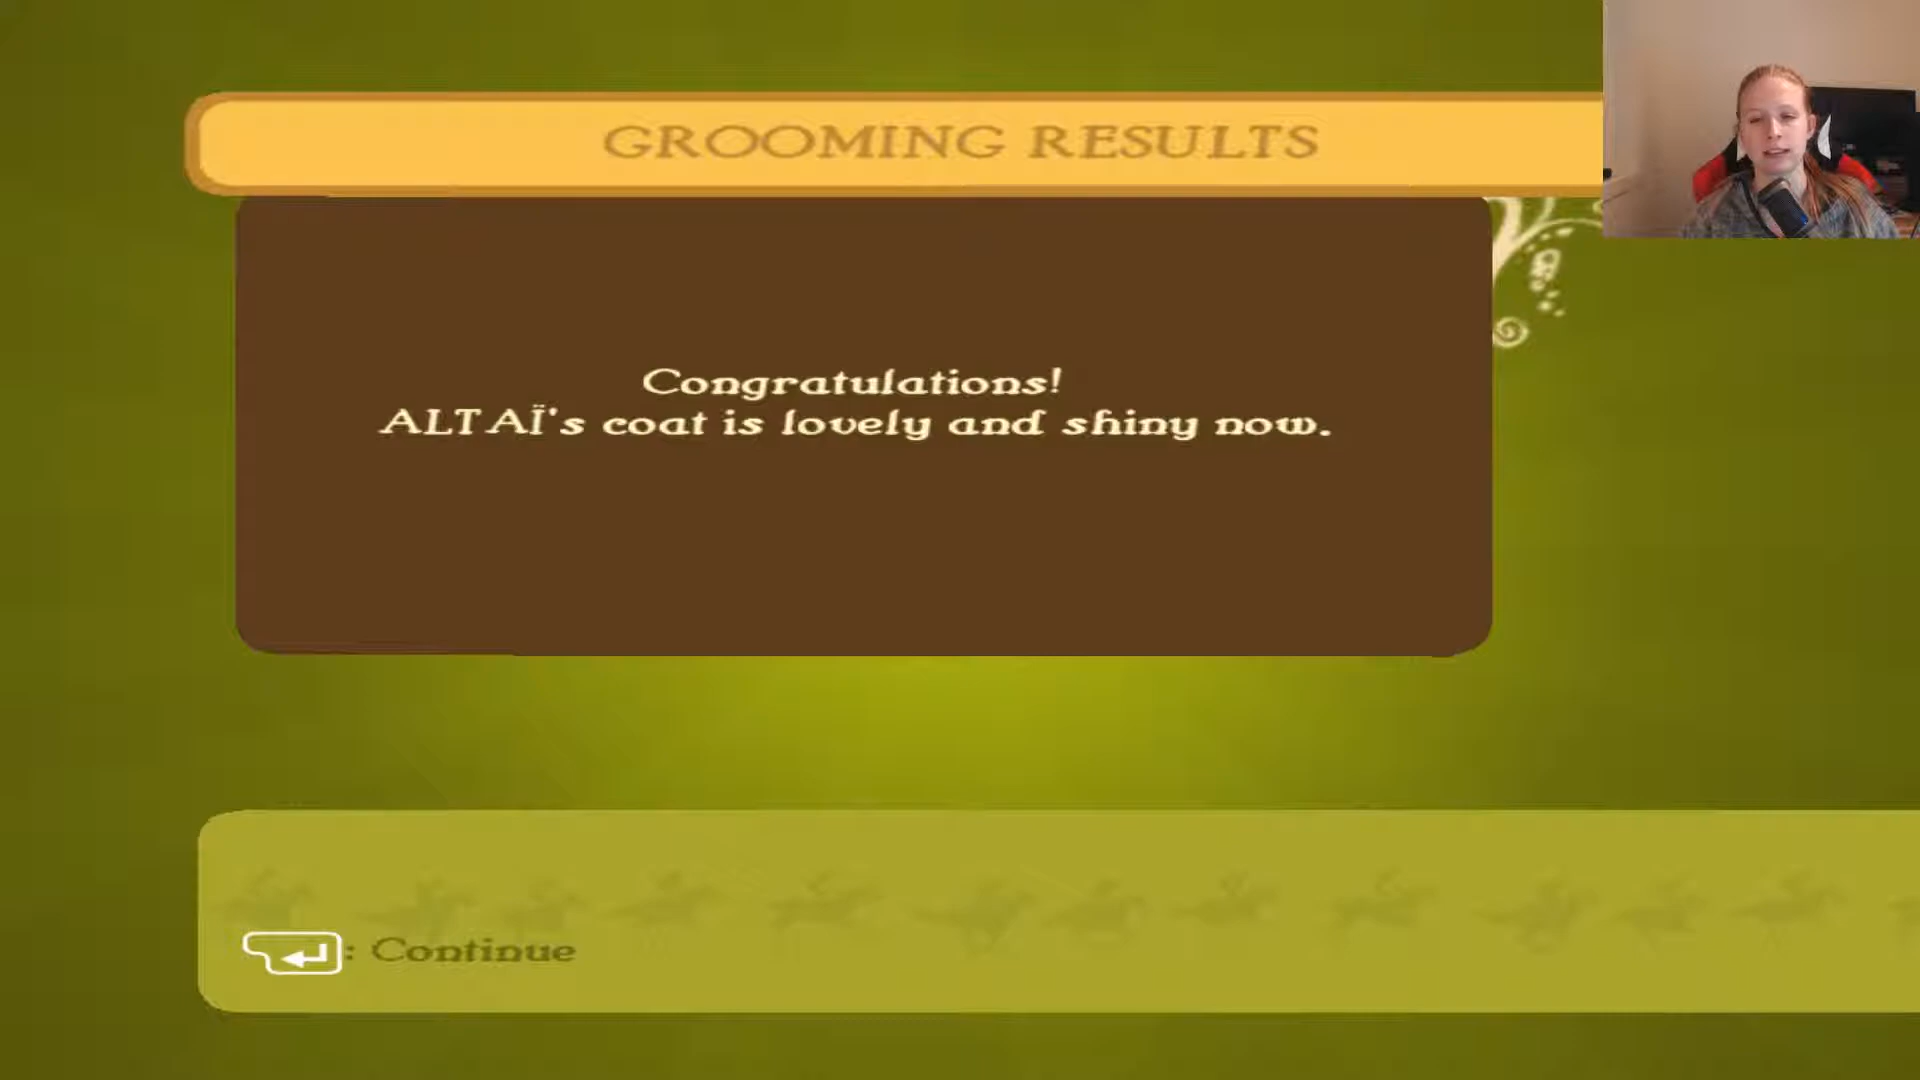 GROOMING RESULTS
Congratulations!
ALTAÏ's coat is lovely and shiny now.
: Continue